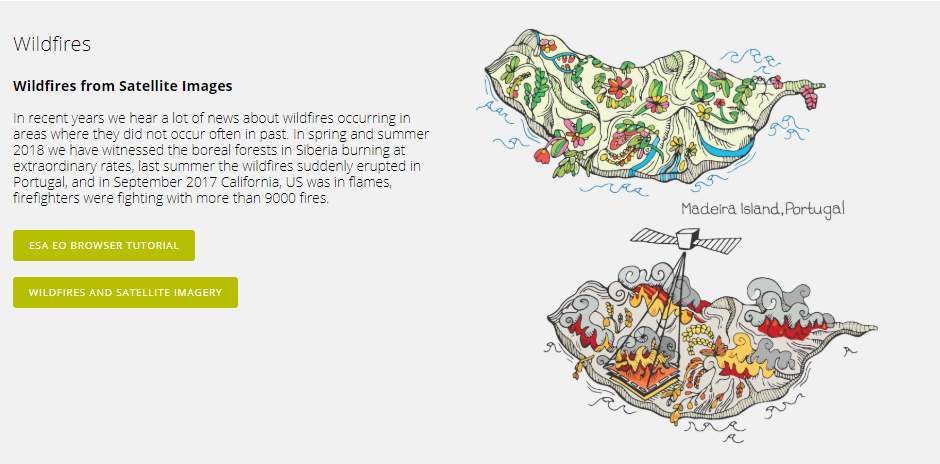 Wildfires
Wildfires from Satellite Images
In recent years we hear a lot of news about wildfires occurring in
areas where they did not occur often in past. In spring and summer
2018 we have witnessed the boreal forests in Siberia burning at
extraordinary rates, last summer the wildfires suddenly erupted in
Portugal, and in September 2017 California, US was in flames,
firefighters were fighting with more than 9000 fires.
ESA EO BROWSER TUTORIAL
WILDFIRES AND SATELLITE IMAGERY
Madeira Island, Portugal